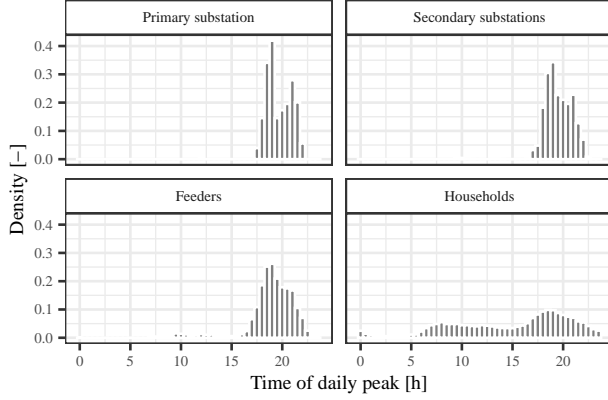 Primary substation Secondary substations
0.4
0.3
0.2
0.1
0.0
Feeders Households
0.4
0.3
0.2
0.1
0.0
0 5 10 15 20 0 5 10 15 20
Time of daily peak [h]
Density [−]